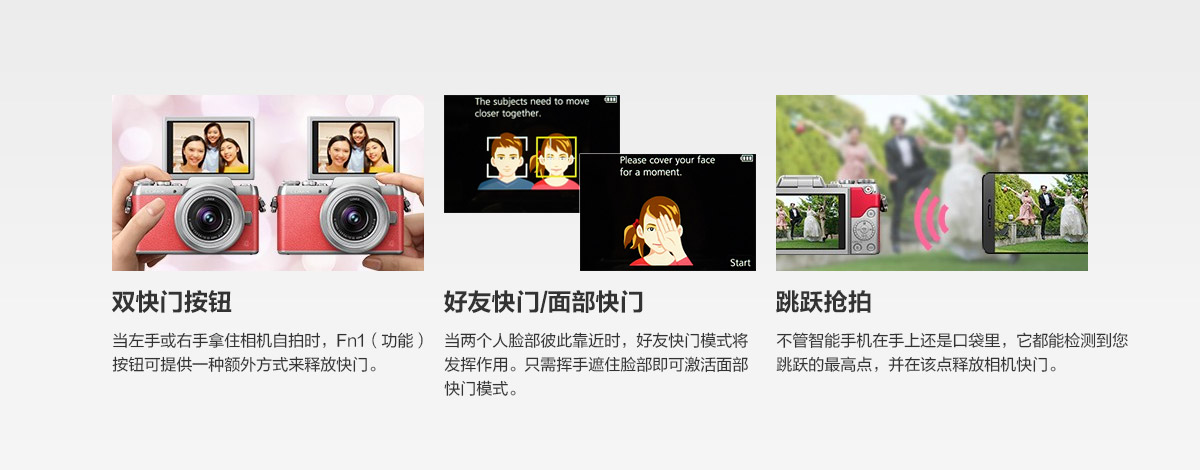 The subjects need to move
closer together.
Please cover your face
for a moment.
Start
双快门按钮
当左手或右手拿住相机自拍时，Fn1（功能）
按钮可提供一种额外方式来释放快门。
好友快门/面部快门
当两个人脸部彼此靠近时，好友快门模式将
发挥作用。只需挥手遮住脸部即可激活面部
快门模式。
跳跃抢拍
不管智能手机在手上还是口袋里，它都能检测到您
跳跃的最高点，并在该点释放相机快门。